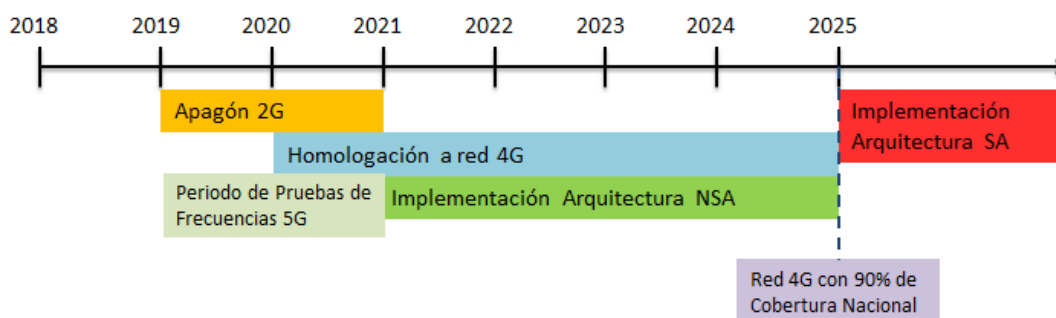 2018 2019 2020 2021 2022 2023 2024 2025
Apagón 2G
Implementación
Arquitectura SA
Homologación a red 4G
Periodo de Pruebas de
Frecuencias 5G
Implementación Arquitectura NSA
Red 4G con 90% de
Cobertura Nacional